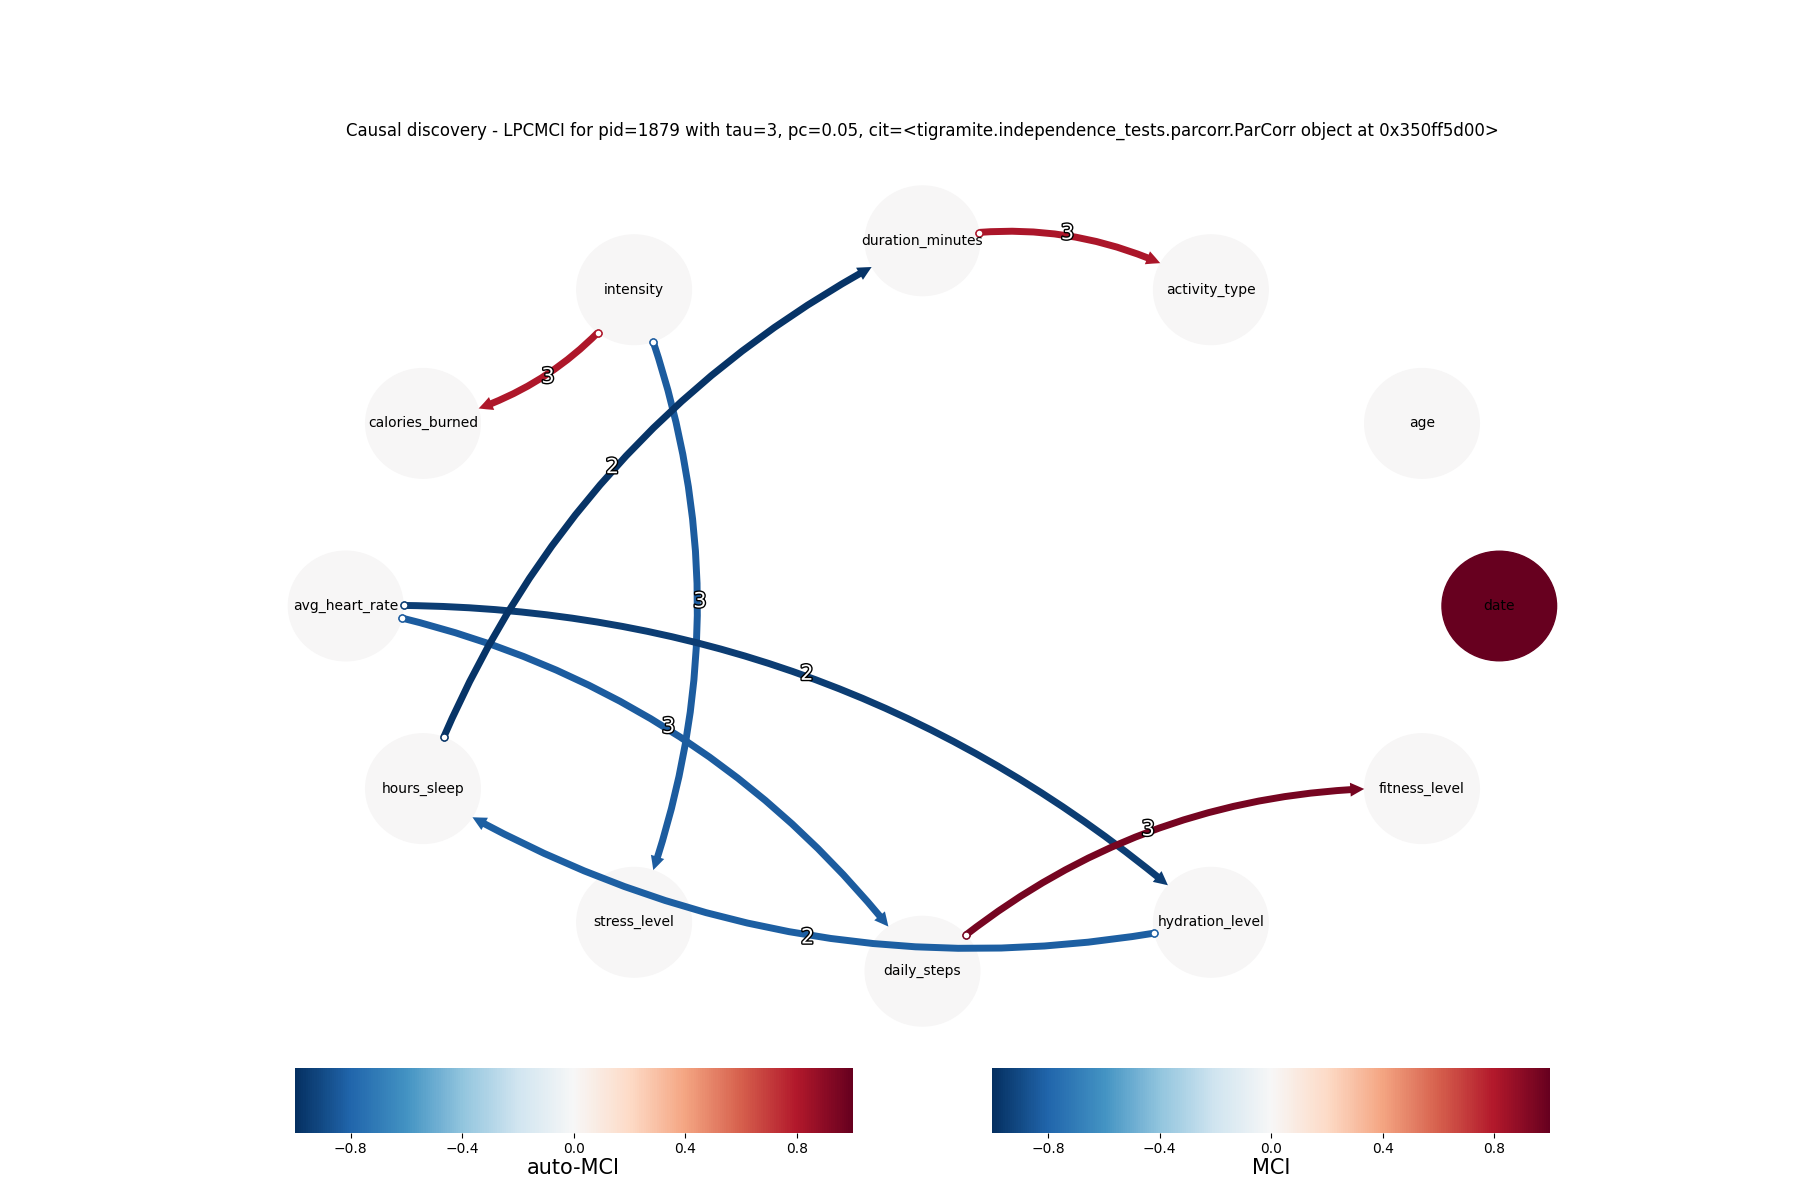 Causal discovery - LPCMCI for pid=1879 with tau=3, pc=0.05, cit=<tigramite.independence_tests.parcorr.ParCorr object at 0x350ff5d00>
duration_minutes
3
intensity
activity_type
3
calories_burned
age
2
3
avg_heart_rate
date
2
3
hours_sleep
fitness_level
3
stress_level
hydration_level
2
daily_steps
−0.8 −0.4 0.0 0.4 0.8
auto-MCI
−0.8 −0.4 0.0 0.4 0.8
MCI